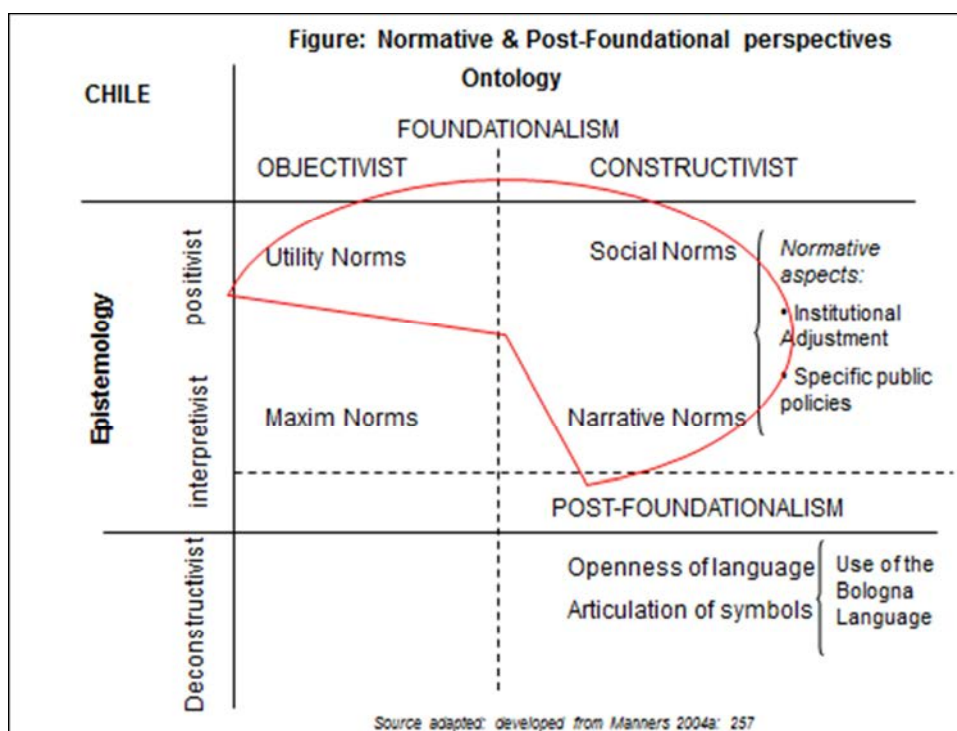 Figure: Normative & Post-Foundational perspectives
Ontology
CHILE
FOUNDATIONALISM
OBJECTIVIST
CONSTRUCTIVIST
Epistemology
positivist
interpretivist
Deconstructivist
Utility Norms
Social Norms
Maxim Norms
Narrative Norms
Normative
aspects:
• Institutional
Adjustment
• Specific public
policies
POST-FOUNDATIONALISM
Openness of language
Articulation of symbols
Use of the
Bologna
Language
Source adapted: developed from Manners 2004a: 257